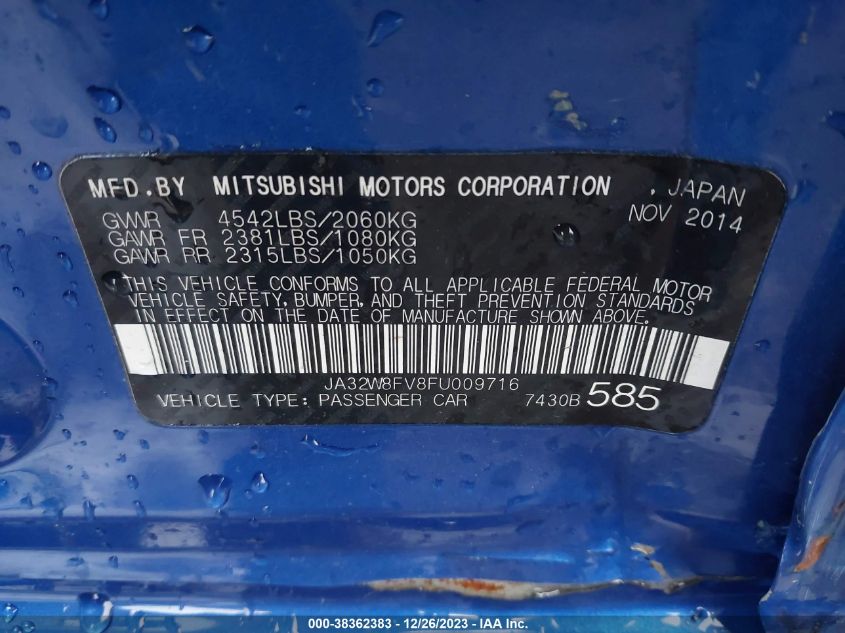 MFD.BY MITSUBISHI MOTORS CORPORATION , JAPAN
NOV 2014
GVWR 4542LBS/2060KG
GAWR FR 2381LBS/1080KG
GAWR RR 2315LBS/1050KG
THIS VEHICLE CONFORMS TO ALL APPLICABLE FEDERAL MOTOR
VEHICLE SAFETY, BUMPER, AND THEFT PREVENTION STANDARDS
IN EFFECT ON THE DATE OF MANUFACTURE SHOWN ABOVE.
JA32W8FV8FU009716
VEHICLE TYPE: PASSENGER CAR 7430B 585
000-38362383 - 12/26/2023 - IAA Inc.